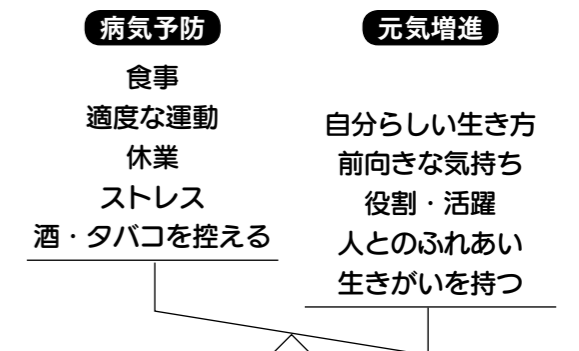 病気予防
食事
適度な運動
休業
ストレス
酒・タバコを控える
元気増進
自分らしい生き方
前向きな気持ち
役割・活躍
人とのふれあい
生きがいを持つ